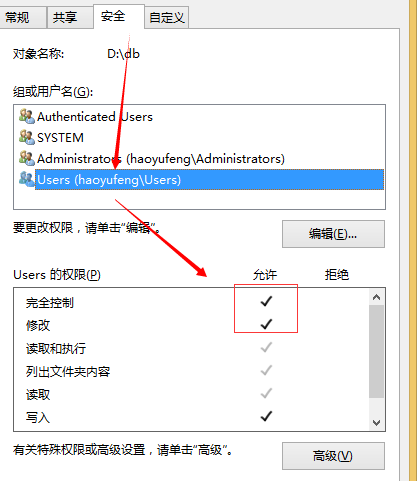 常规 共享 安全 自定义
对象名称: D:\db
组或用户名(G):
Authenticated Users
SYSTEM
Administrators (haoyufeng\Administrators)
Users (haoyufeng\Users)
要更改权限，请单击“编辑”。 编辑(E)...
Users 的权限(P) 允许 拒绝
完全控制
修改
读取和执行
列出文件夹内容
读取
写入
有关特殊权限或高级设置，请单击“高级”。 高级(V)